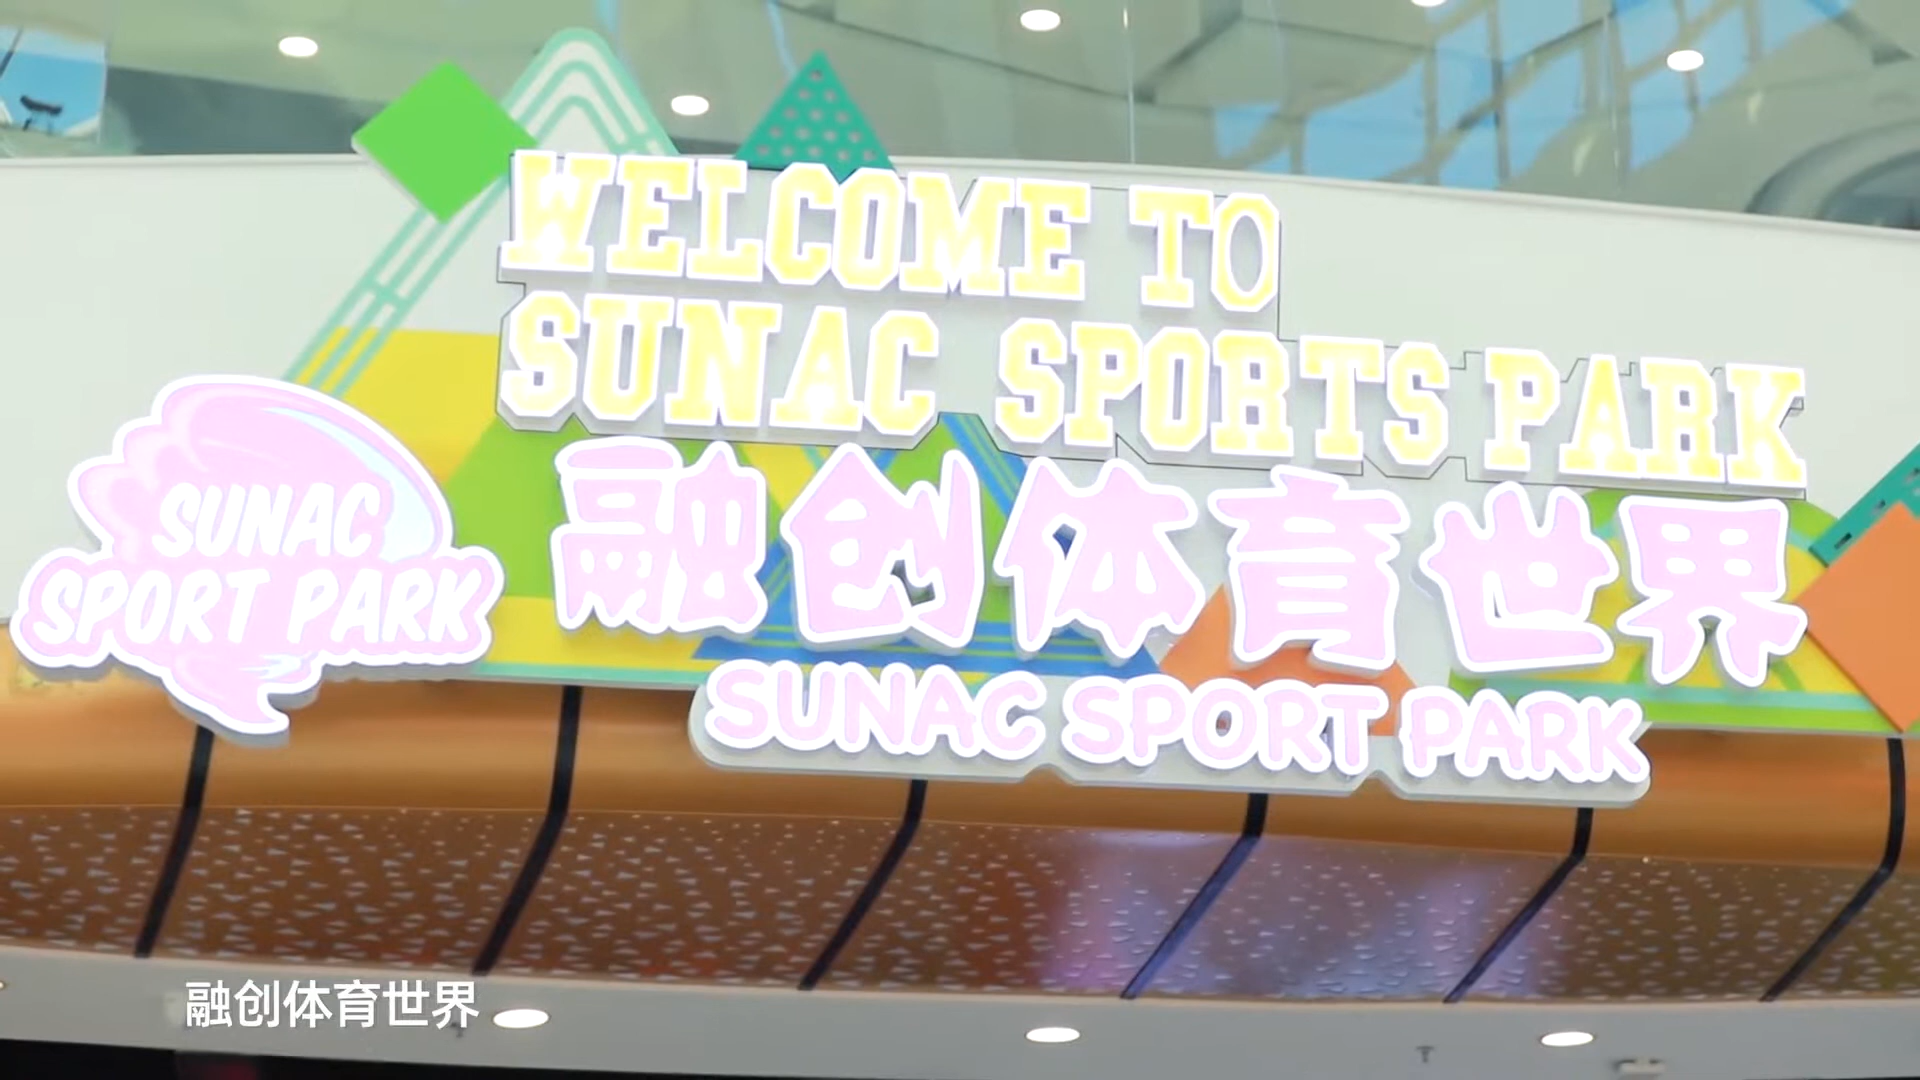 WELCOME TO
SUNAC SPORTS PARK
SUNAC
SPORT PARK
融创体育世界
SUNAC SPORT PARK
融创体育世界